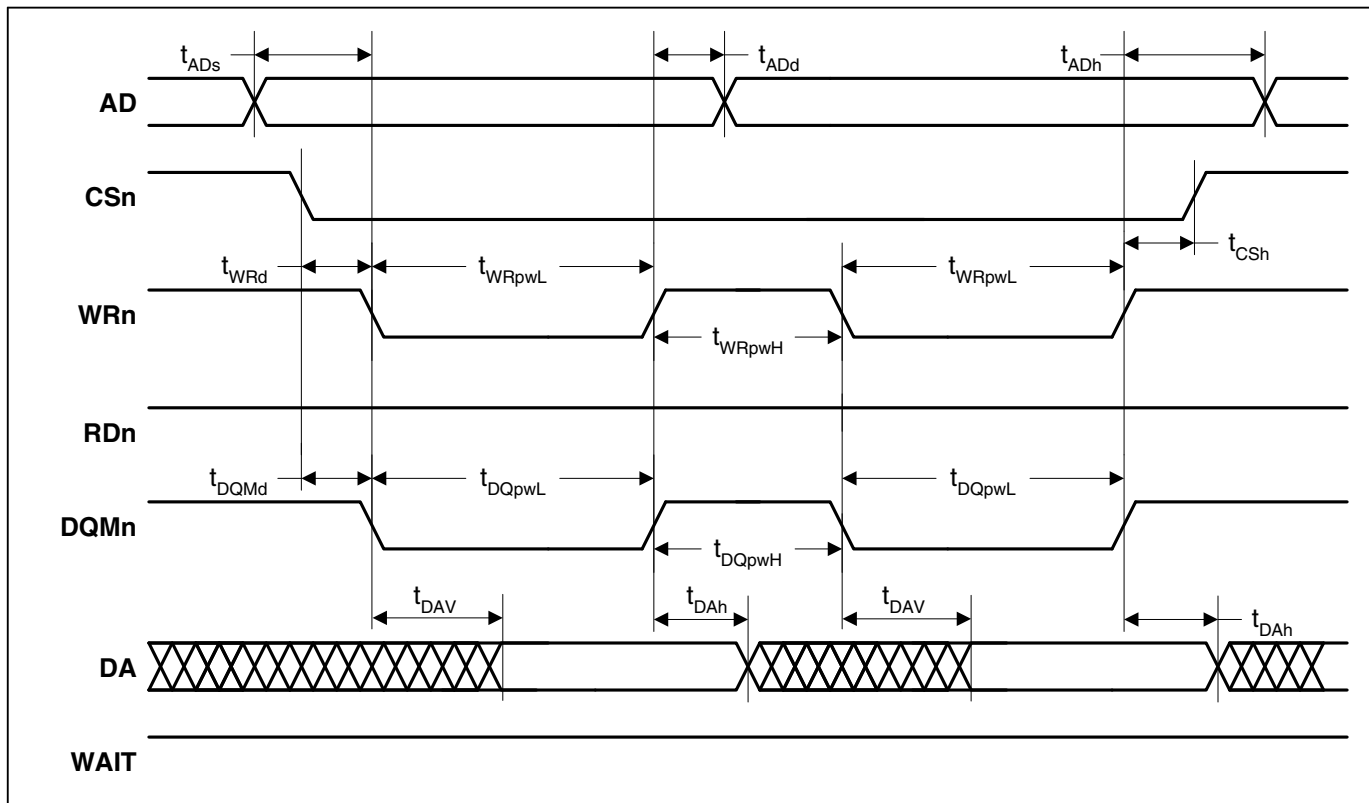 tADs
tADd
tADh
AD
CSn
tCSh
tWRd
tWRpwL
tWRpwL
WRn
tWRpwH
RDn
tDQMd
tDQpwL
tDQpwL
DQMn
tDQpwH
tDAV
tDAh
tDAV
tDAh
DA
WAIT